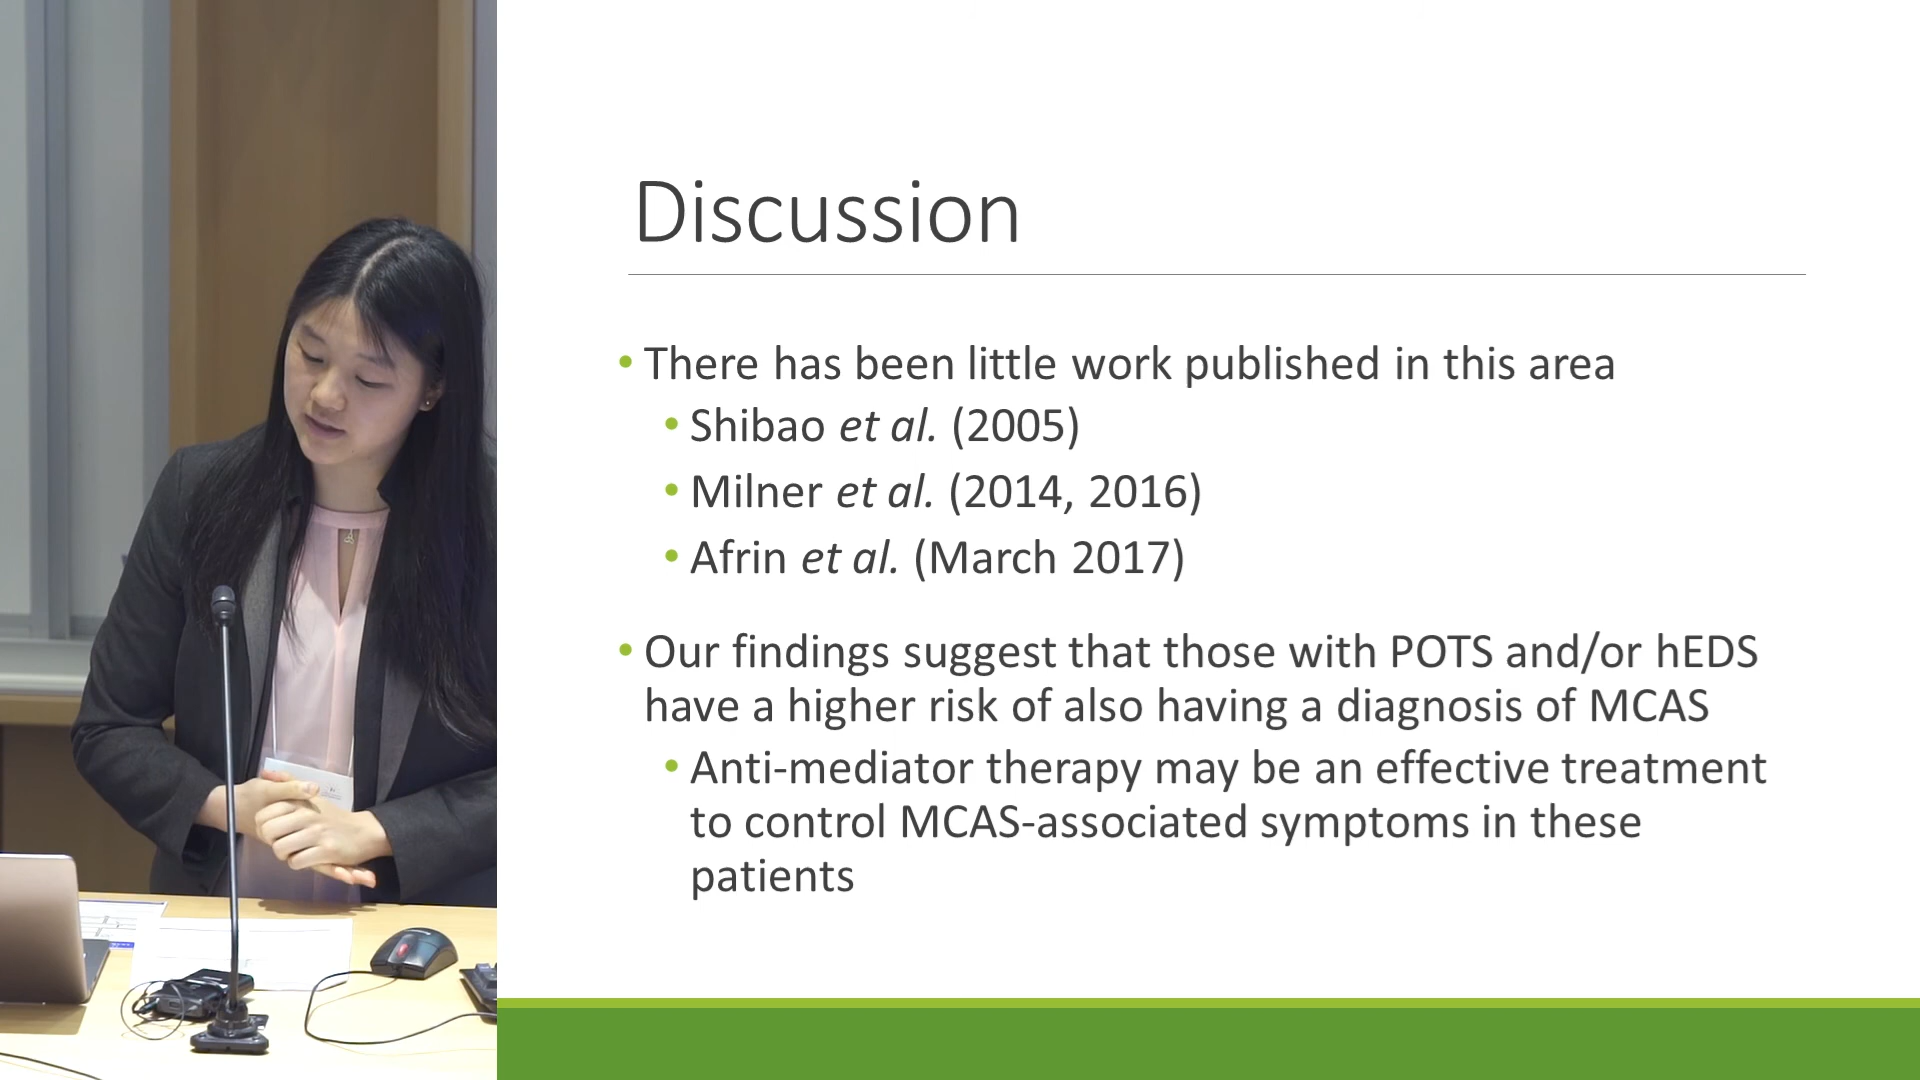 Discussion
• There has been little work published in this area
• Shibao et al. (2005)
• Milner et al. (2014, 2016)
• Afrin et al. (March 2017)
• Our findings suggest that those with POTS and/or hEDS
have a higher risk of also having a diagnosis of MCAS
• Anti-mediator therapy may be an effective treatment
to control MCAS-associated symptoms in these
patients